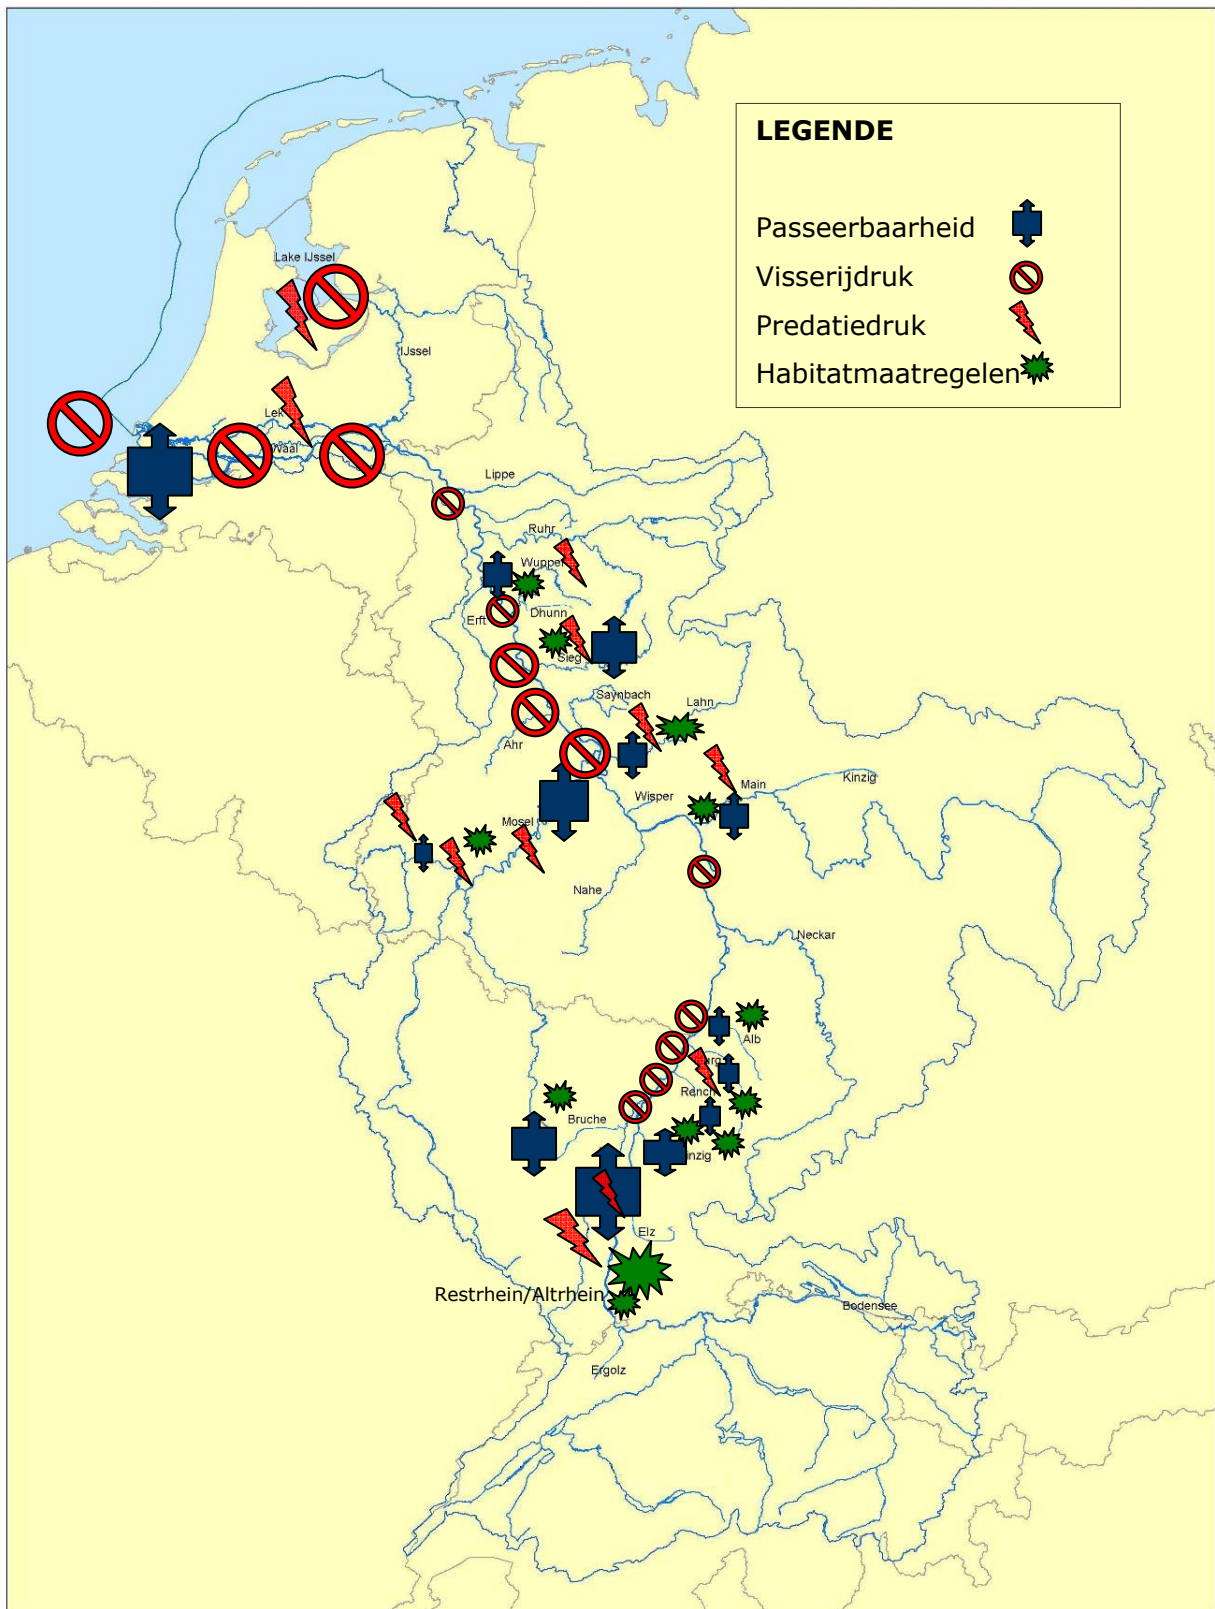 LEGENDE
Passeerbaarheid
Visserijdruk
Predatiedruk
Habitatmaatregelen
Lake IJssel
IJssel
Lek
Waal
Lippe
Ruhr
Wupper
Dhunn
Erft
Sieg
Saynbach
Lahn
Ahr
Main
Kinzig
Wisper
Mosel
Nahe
Neckar
Alb
Rench
Bruche
Elz
Restrhein/Altrhein
Bodensee
Ergolz